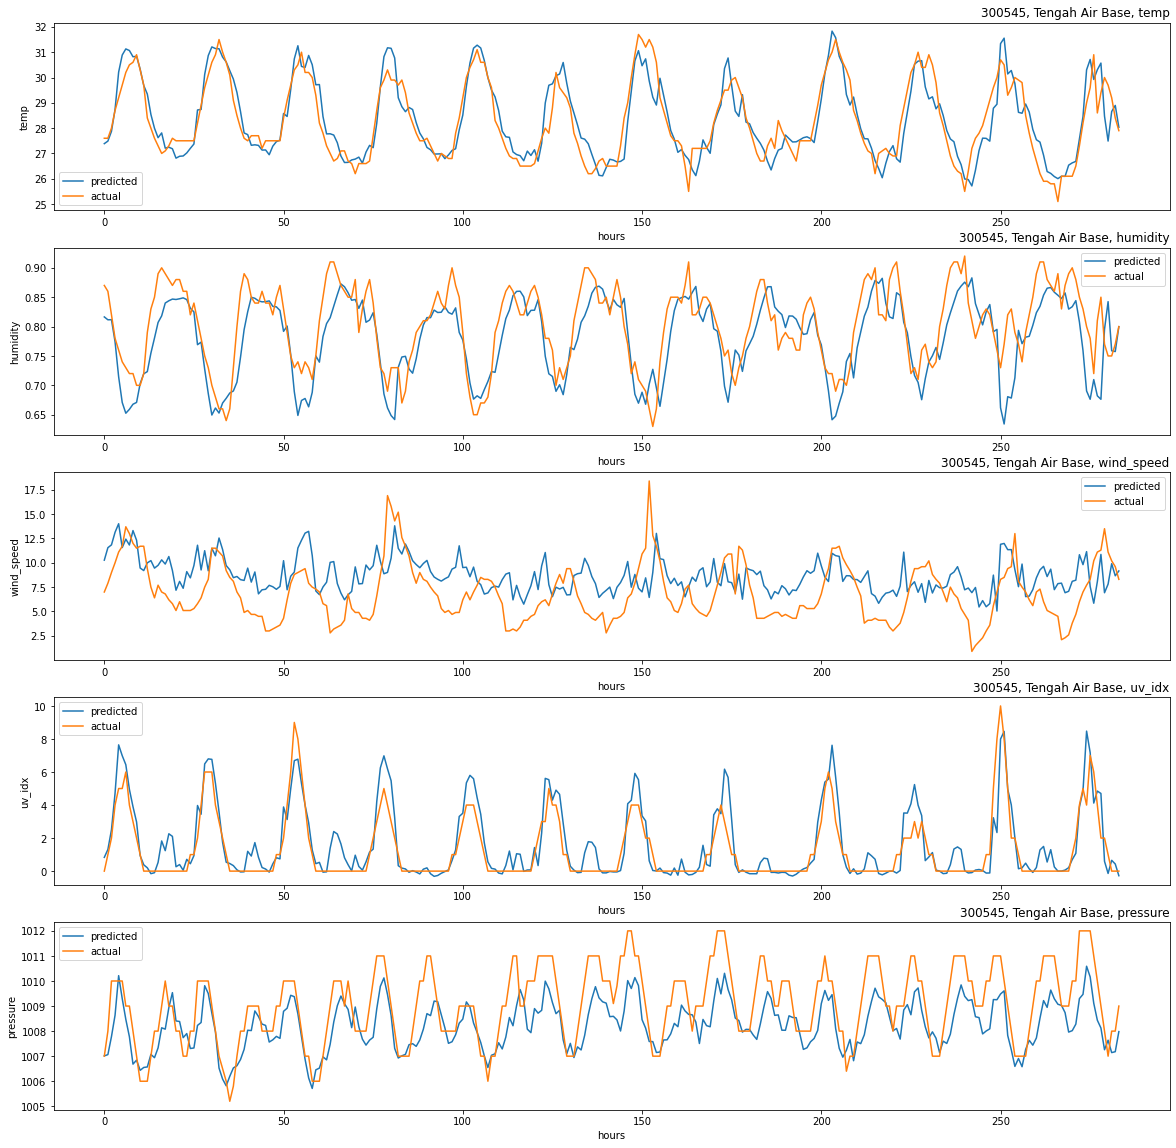 300545, Tengah Air Base, temp
32
31
30
29
28
27
26
25
temp
predicted
actual
0 50 100 150 200 250
hours
300545, Tengah Air Base, humidity
0.90
0.85
0.80
0.75
0.70
0.65
humidity
predicted
actual
0 50 100 150 200 250
hours
300545, Tengah Air Base, wind_speed
17.5
15.0
12.5
10.0
7.5
5.0
2.5
wind_speed
predicted
actual
0 50 100 150 200 250
hours
300545, Tengah Air Base, uv_idx
10
8
6
4
2
0
uv_idx
predicted
actual
0 50 100 150 200 250
hours
300545, Tengah Air Base, pressure
1012
1011
1010
1009
1008
1007
1006
1005
pressure
predicted
actual
0 50 100 150 200 250
hours